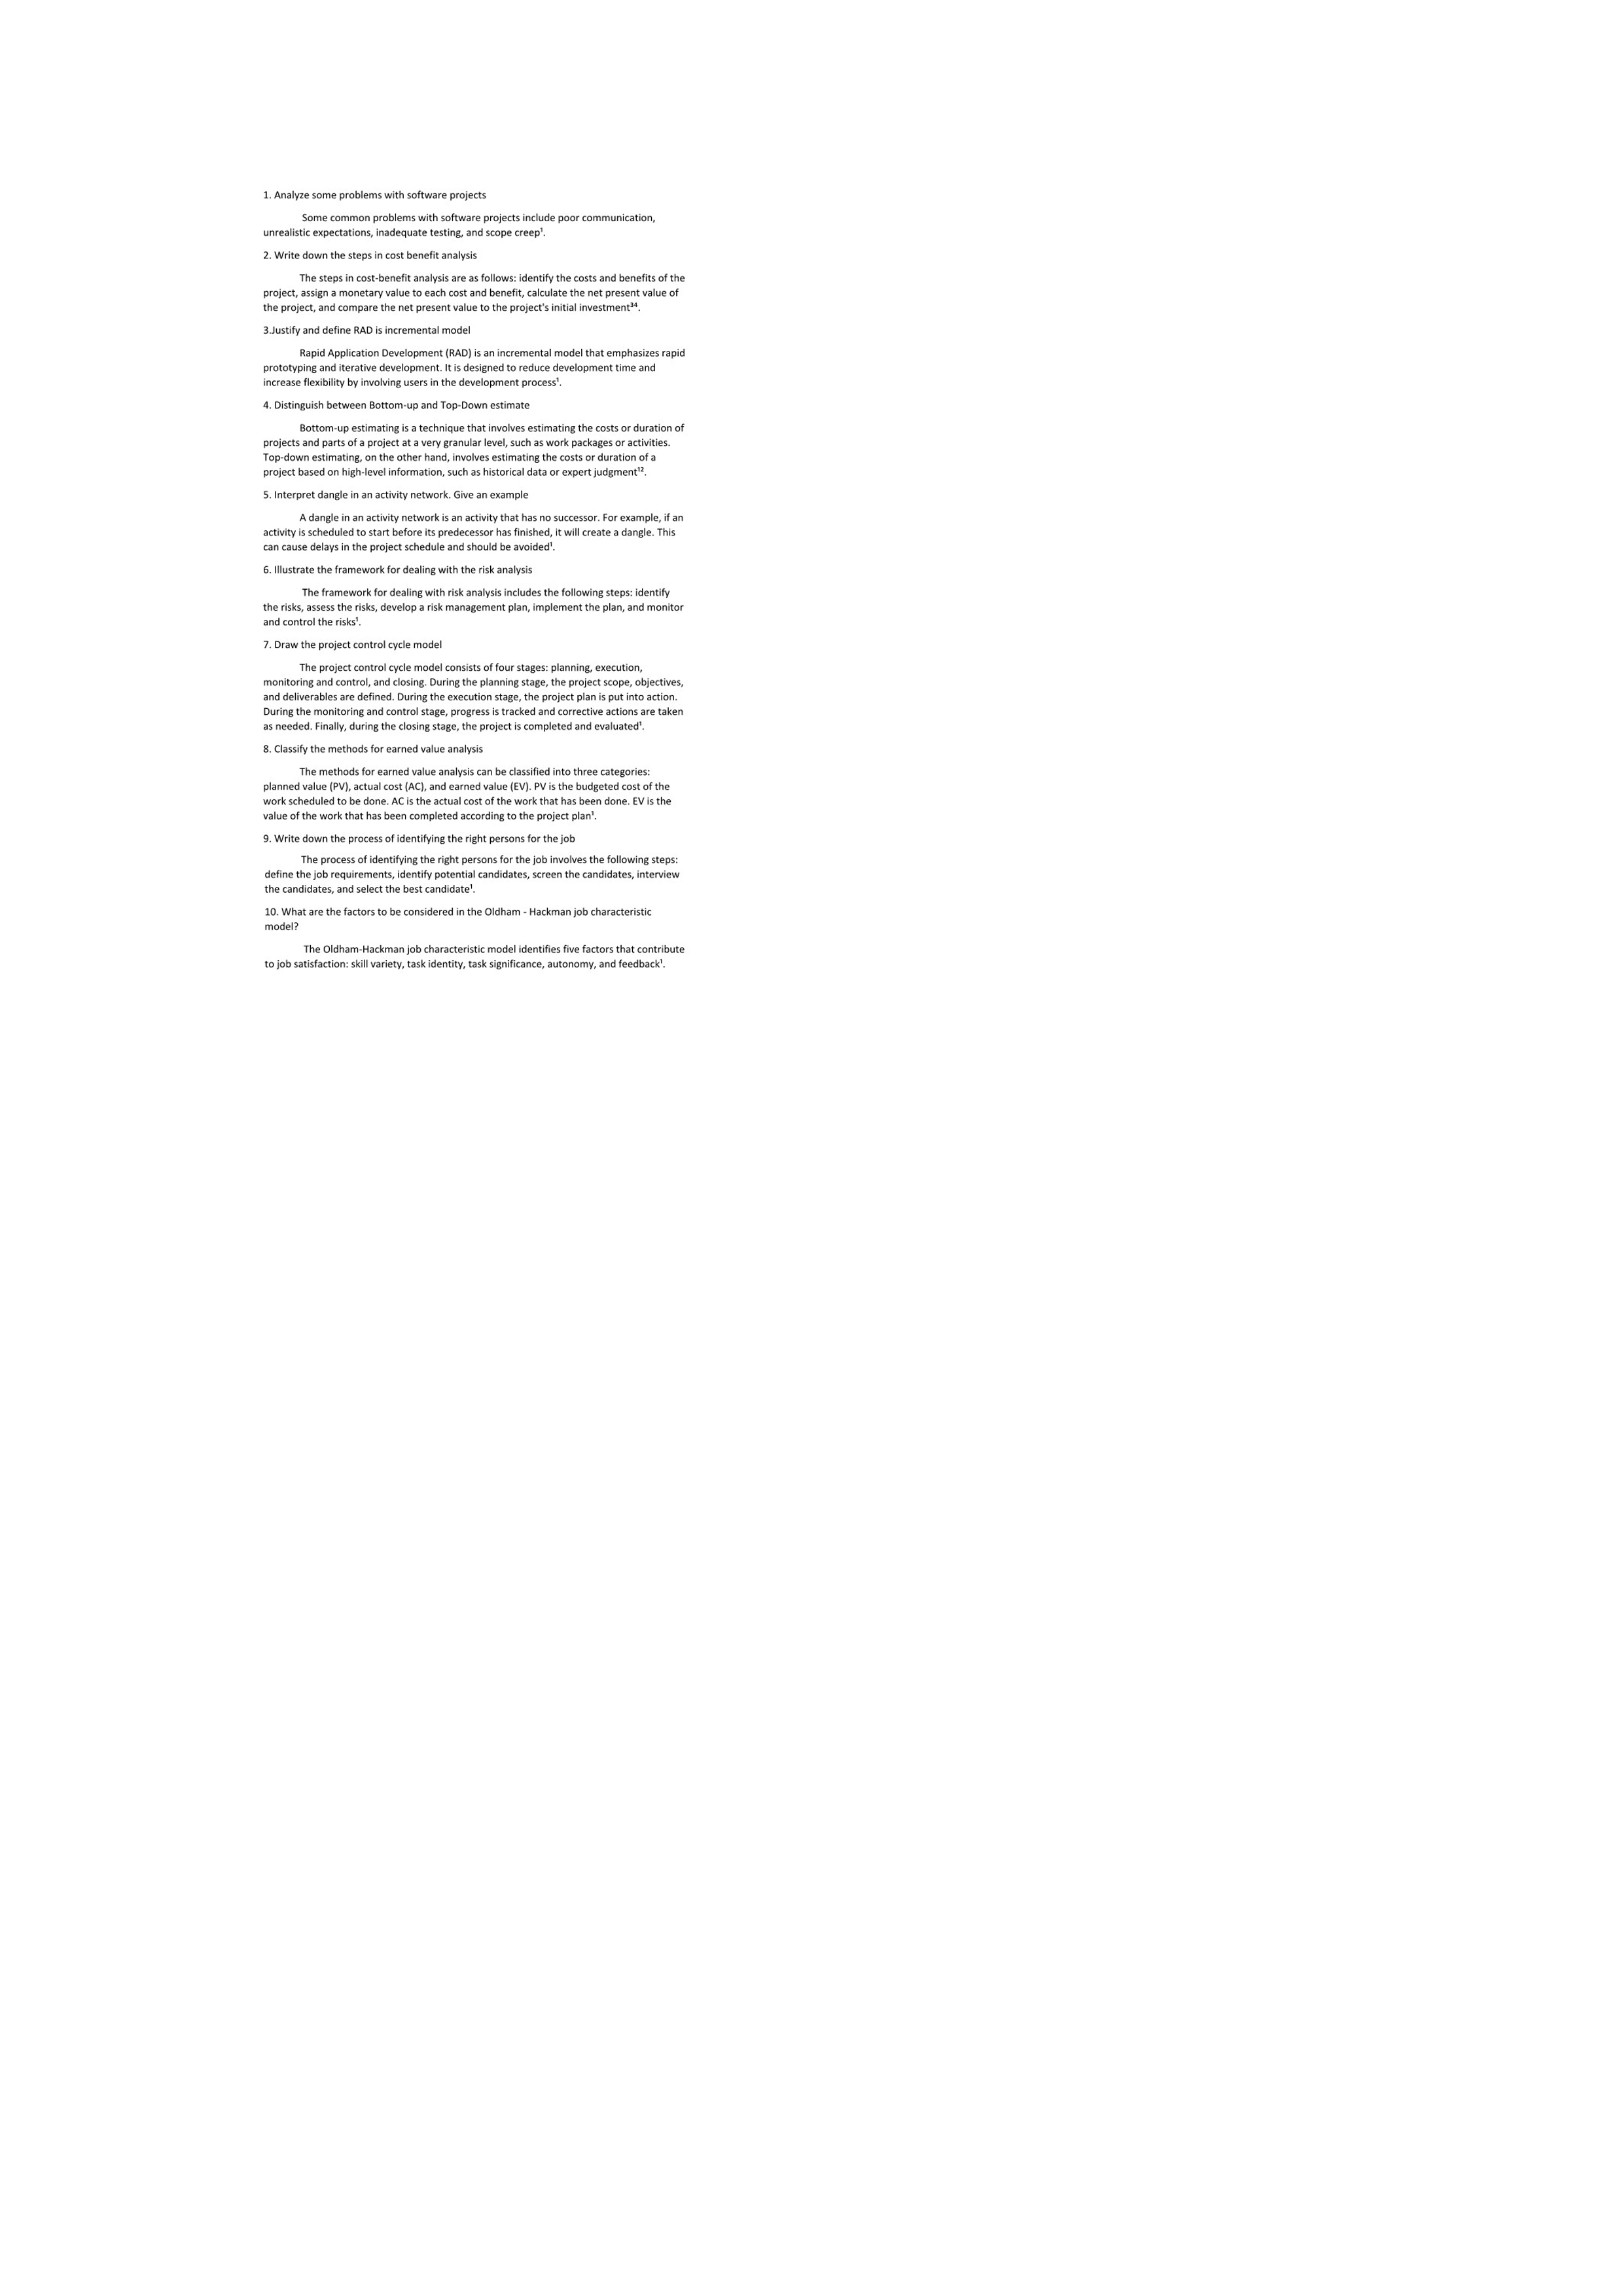 1. Analyze some problems with software projects
Some common problems with software projects include poor communication,
unrealistic expectations, inadequate testing, and scope creep¹.
2. Write down the steps in cost benefit analysis
The steps in cost-benefit analysis are as follows: identify the costs and benefits of the
project, assign a monetary value to each cost and benefit, calculate the net present value of
the project, and compare the net present value to the project's initial investment³⁴.
3.Justify and define RAD is incremental model
Rapid Application Development (RAD) is an incremental model that emphasizes rapid
prototyping and iterative development. It is designed to reduce development time and
increase flexibility by involving users in the development process¹.
4. Distinguish between Bottom-up and Top-Down estimate
Bottom-up estimating is a technique that involves estimating the costs or duration of
projects and parts of a project at a very granular level, such as work packages or activities.
Top-down estimating, on the other hand, involves estimating the costs or duration of a
project based on high-level information, such as historical data or expert judgment¹².
5. Interpret dangle in an activity network. Give an example
A dangle in an activity network is an activity that has no successor. For example, if an
activity is scheduled to start before its predecessor has finished, it will create a dangle. This
can cause delays in the project schedule and should be avoided¹.
6. Illustrate the framework for dealing with the risk analysis
The framework for dealing with risk analysis includes the following steps: identify
the risks, assess the risks, develop a risk management plan, implement the plan, and monitor
and control the risks¹.
7. Draw the project control cycle model
The project control cycle model consists of four stages: planning, execution,
monitoring and control, and closing. During the planning stage, the project scope, objectives,
and deliverables are defined. During the execution stage, the project plan is put into action.
During the monitoring and control stage, progress is tracked and corrective actions are taken
as needed. Finally, during the closing stage, the project is completed and evaluated¹.
8. Classify the methods for earned value analysis
The methods for earned value analysis can be classified into three categories:
planned value (PV), actual cost (AC), and earned value (EV). PV is the budgeted cost of the
work scheduled to be done. AC is the actual cost of the work that has been done. EV is the
value of the work that has been completed according to the project plan¹.
9. Write down the process of identifying the right persons for the job
The process of identifying the right persons for the job involves the following steps:
define the job requirements, identify potential candidates, screen the candidates, interview
the candidates, and select the best candidate¹.
10. What are the factors to be considered in the Oldham - Hackman job characteristic
model?
The Oldham-Hackman job characteristic model identifies five factors that contribute
to job satisfaction: skill variety, task identity, task significance, autonomy, and feedback¹.